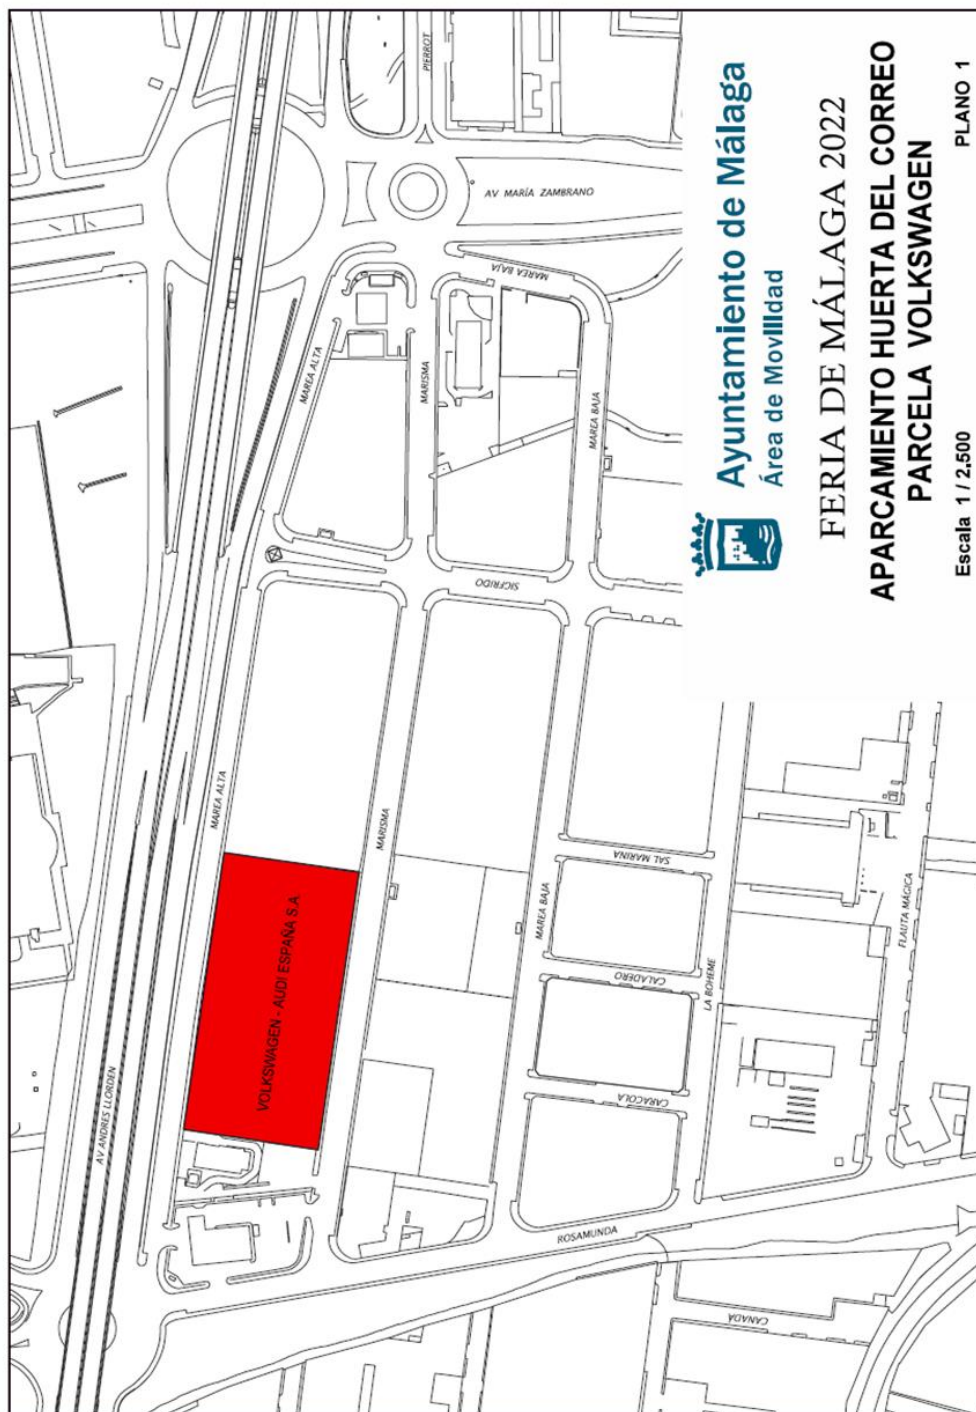 Ayuntamiento de Málaga
Área de Movilidad
FERIA DE MÁLAGA 2022
APARCAMIENTO HUERTA DEL CORREO
PARCELA VOLKSWAGEN
Escala 1 / 2.500
PLANO 1
PIERROT
AV MARÍA ZAMBRANO
MAREA BAJA
MAREA ALTA
MARISMA
MAREA BAJA
SIGFRIDO
MAREA ALTA
MARISMA
SAL MARINA
MAREA BAJA
VOLKSWAGEN - AUDI ESPAÑA S.A.
CALADERO
LA BOHEME
FLAUTA MÁGICA
CARACOLA
AV ANDRES LLORDEN
ROSAMUNDA
CANADÁ